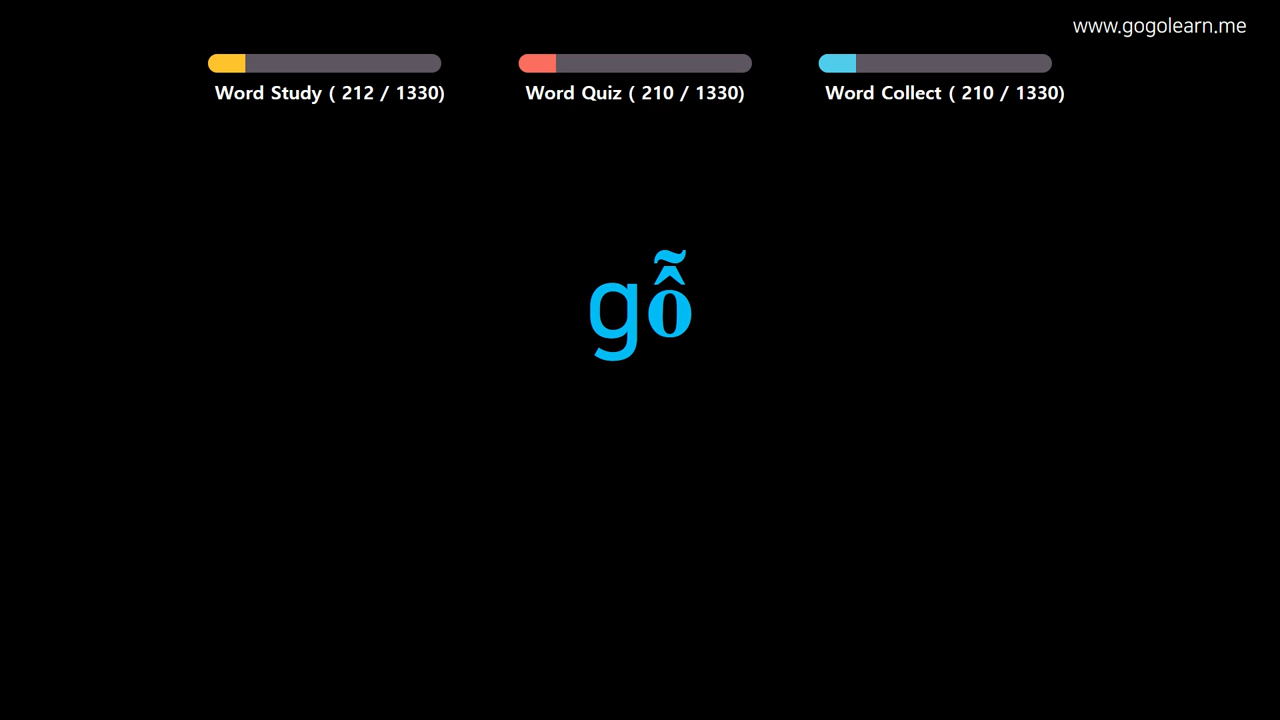 www.gogolearn.me
Word Study ( 212 / 1330)
Word Quiz ( 210 / 1330)
Word Collect ( 210 / 1330)
gỗ